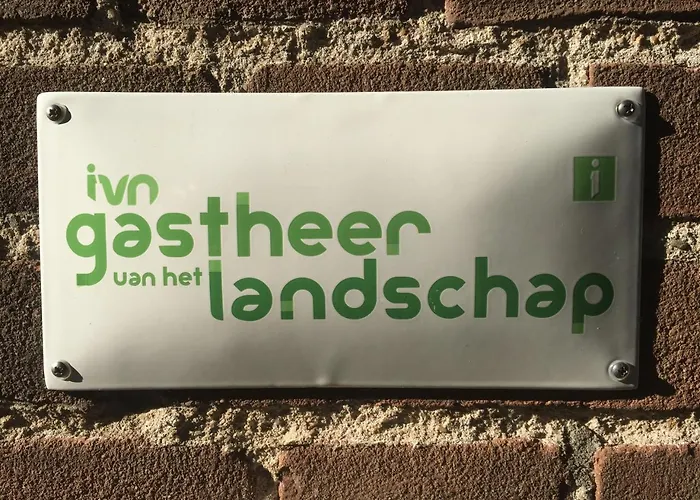 ivn
i
gastheer
van het
landschap